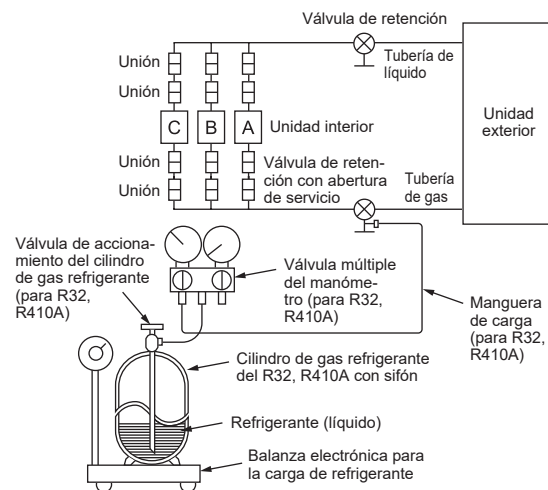 Válvula de retención
Unión
Tubería de
líquido
Unión
Unidad
exterior
C
B
A
Unidad interior
Unión
Válvula de reten-
ción con abertura
de servicio
Unión
Tubería
de gas
Válvula de acciona-
miento del cilindro
de gas refrigerante
(para R32,
R410A)
Válvula múltiple
del manóme-
tro (para R32,
R410A)
Manguera
de carga
(para R32,
R410A)
Cilindro de gas refrigerante
del R32, R410A con sifón
Refrigerante (líquido)
Balanza electrónica para
la carga de refrigerante